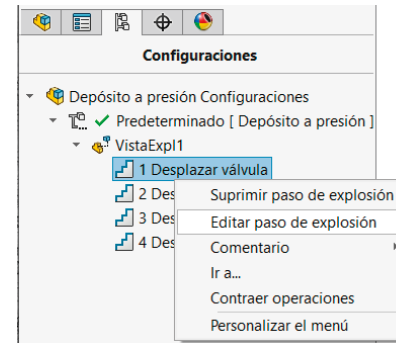 Configuraciones
Depósito a presión Configuraciones
Predeterminado [ Depósito a presión ]
VistaExpl1
1 Desplazar válvula
2 Des
Suprimir paso de explosión
Editar paso de explosión
3 Des
4 Des
Comentario
Ir a...
Contraer operaciones
Personalizar el menú